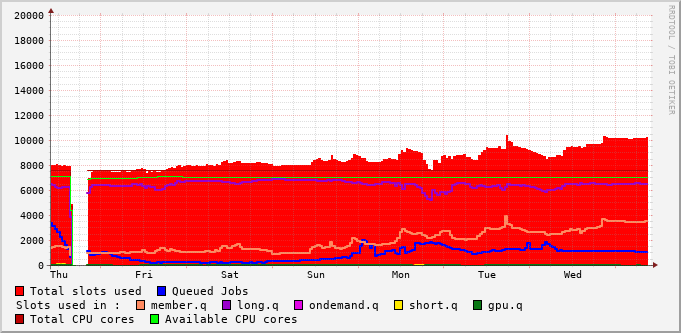 20000
18000
16000
14000
12000
10000
8000
6000
4000
2000
0
Thu Fri Sat Sun Mon Tue Wed
Total slots used Queued Jobs
Slots used in : member.q long.q ondemand.q short.q gpu.q
Total CPU cores Available CPU cores
RRDTOOL / TOBI OETIKER